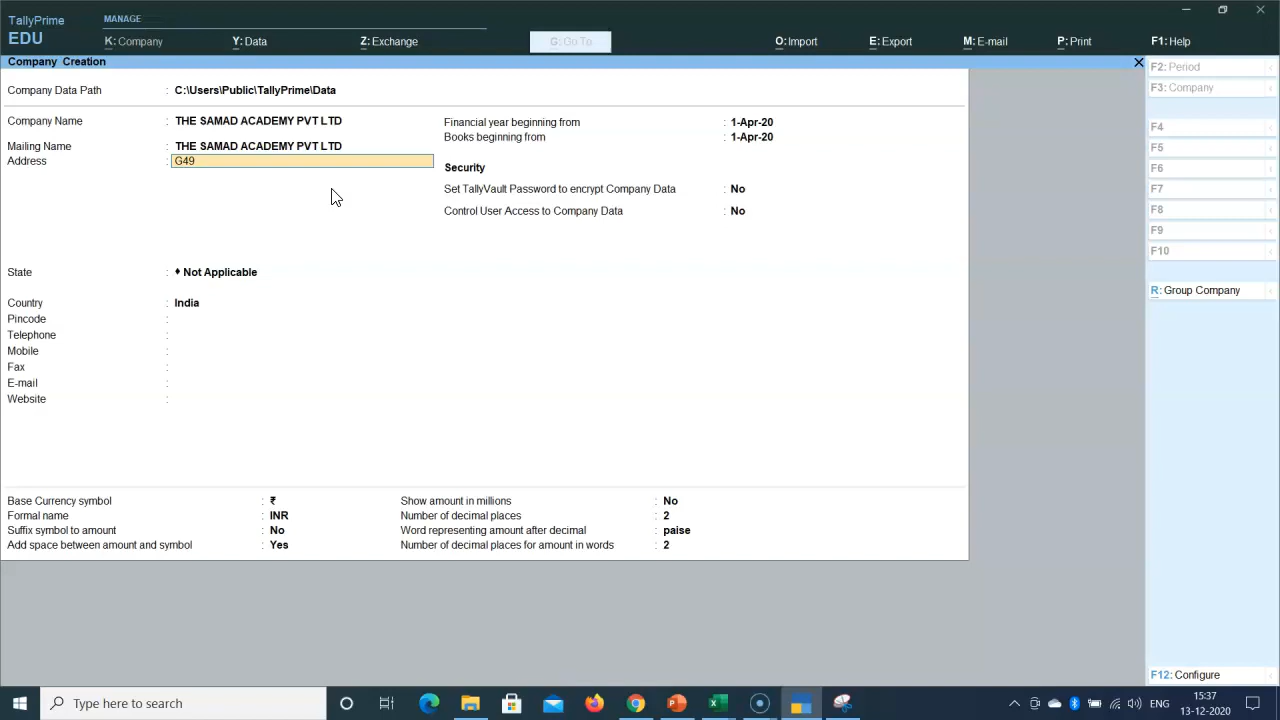 TallyPrime
EDU
MANAGE
K: Company
Y: Data
Z: Exchange
G: Go To
O: Import
E: Export
M: E-mail
P: Print
F1: Help
Company Creation
Company Data Path : C:\Users\Public\TallyPrime\Data
Company Name : THE SAMAD ACADEMY PVT LTD
Mailing Name : THE SAMAD ACADEMY PVT LTD
Address : G49
State : ♦ Not Applicable
Country : India
Pincode :
Telephone :
Mobile :
Fax :
E-mail :
Website :
Financial year beginning from : 1-Apr-20
Books beginning from : 1-Apr-20
Security
Set TallyVault Password to encrypt Company Data : No
Control User Access to Company Data : No
Base Currency symbol : ₹
Formal name : INR
Suffix symbol to amount : No
Add space between amount and symbol : Yes
Show amount in millions : No
Number of decimal places : 2
Word representing amount after decimal : paise
Number of decimal places for amount in words : 2
F2: Period
F3: Company
F4
F5
F6
F7
F8
F9
F10
R: Group Company
F12: Configure
Type here to search
ENG
15:37
13-12-2020